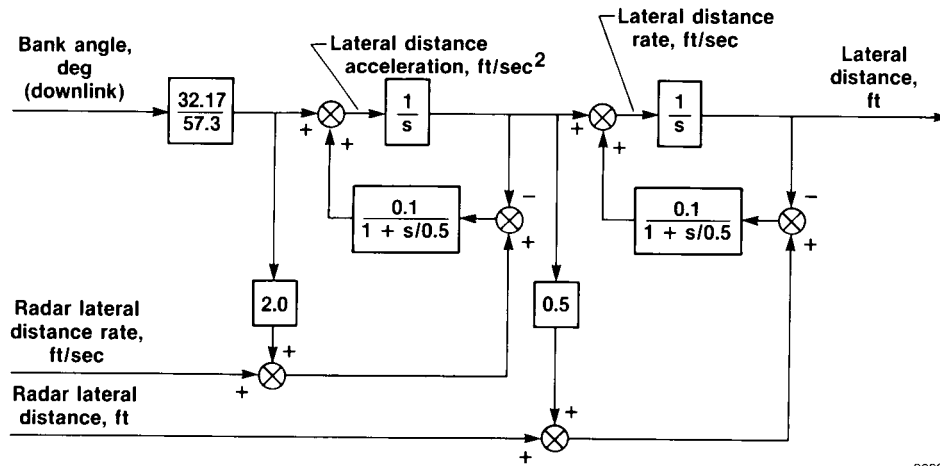 Bank angle,
deg
(downlink)
32.17
57.3
Lateral distance
acceleration, ft/sec²
1
s
Lateral distance
rate, ft/sec
1
s
Lateral
distance,
ft
+
+
+
+
0.1
1 + s/0.5
−
+
0.1
1 + s/0.5
−
+
2.0
0.5
Radar lateral
distance rate,
ft/sec
+
+
Radar lateral
distance, ft
+
+